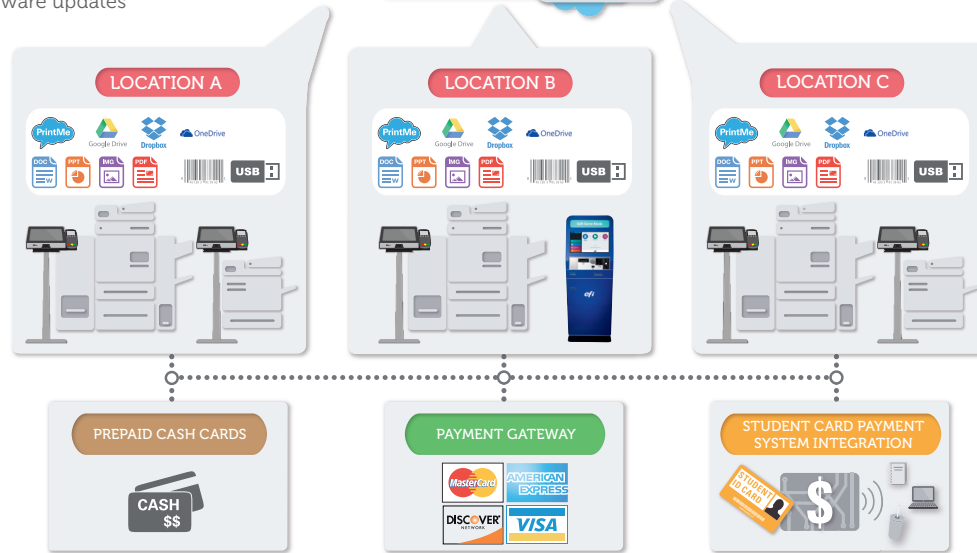 ware updates
LOCATION A
LOCATION B
LOCATION C
PrintMe
Google Drive
Dropbox
OneDrive
PrintMe
Google Drive
Dropbox
OneDrive
PrintMe
Google Drive
Dropbox
OneDrive
DOC
W
PPT
IMG
PDF
USB
DOC
W
PPT
IMG
PDF
USB
DOC
W
PPT
IMG
PDF
USB
efi
PREPAID CASH CARDS
PAYMENT GATEWAY
STUDENT CARD PAYMENT
SYSTEM INTEGRATION
CASH
$$
MasterCard
AMERICAN
EXPRESS
DISCOVER
NETWORK
VISA
STUDENT
ID CARD
$